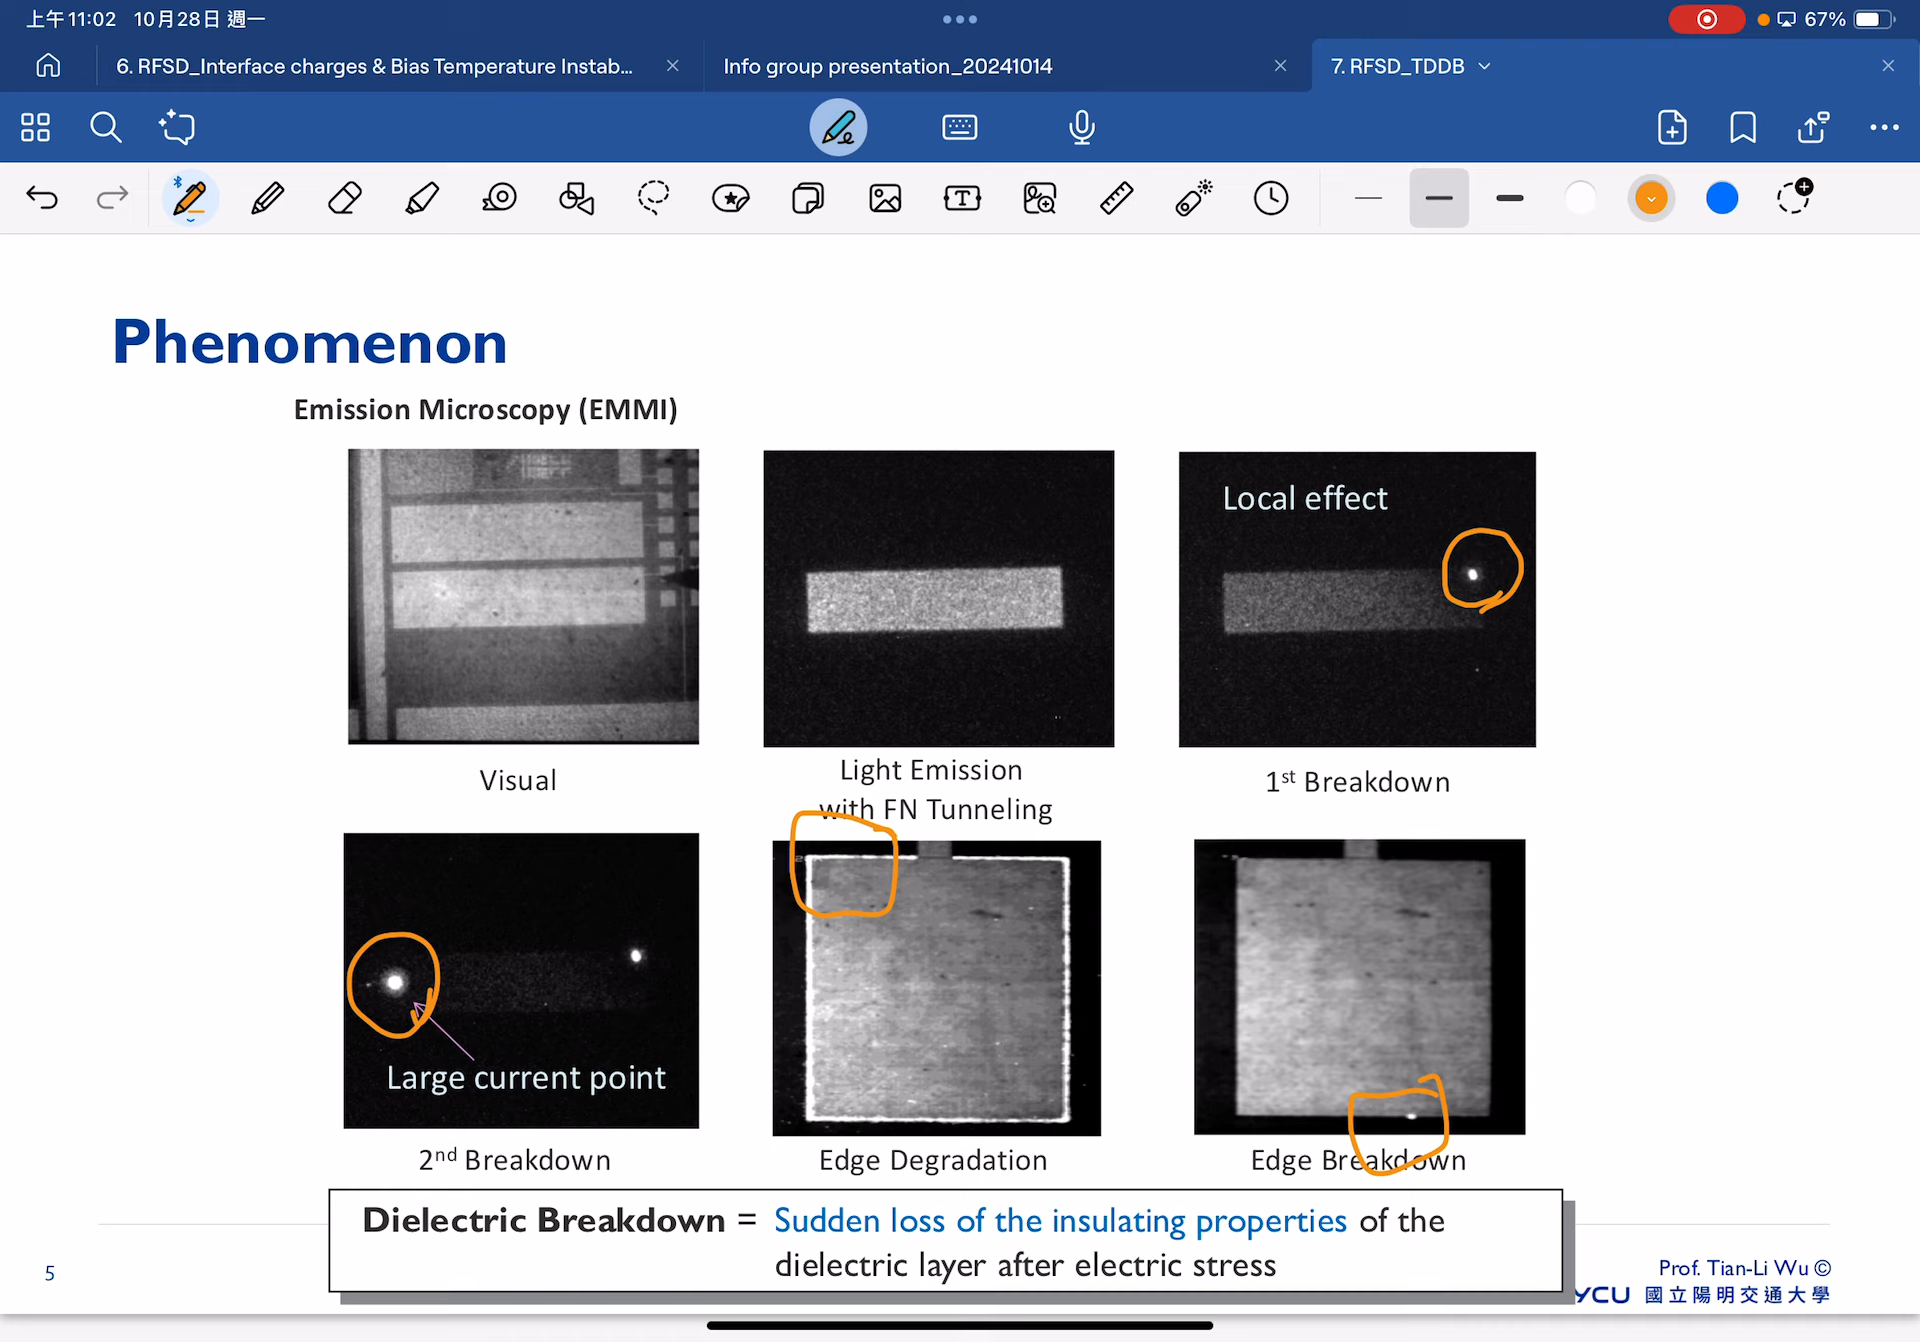 上午11:02 10月28日 週一
67%
6. RFSD_Interface charges & Bias Temperature Instab...
Info group presentation_20241014
7. RFSD_TDDB
Phenomenon
Emission Microscopy (EMMI)
Local effect
Visual
Light Emission
with FN Tunneling
1st Breakdown
Large current point
2nd Breakdown
Edge Degradation
Edge Breakdown
Dielectric Breakdown = Sudden loss of the insulating properties of the
dielectric layer after electric stress
5
Prof. Tian-Li Wu ©
YCU 國立陽明交通大學